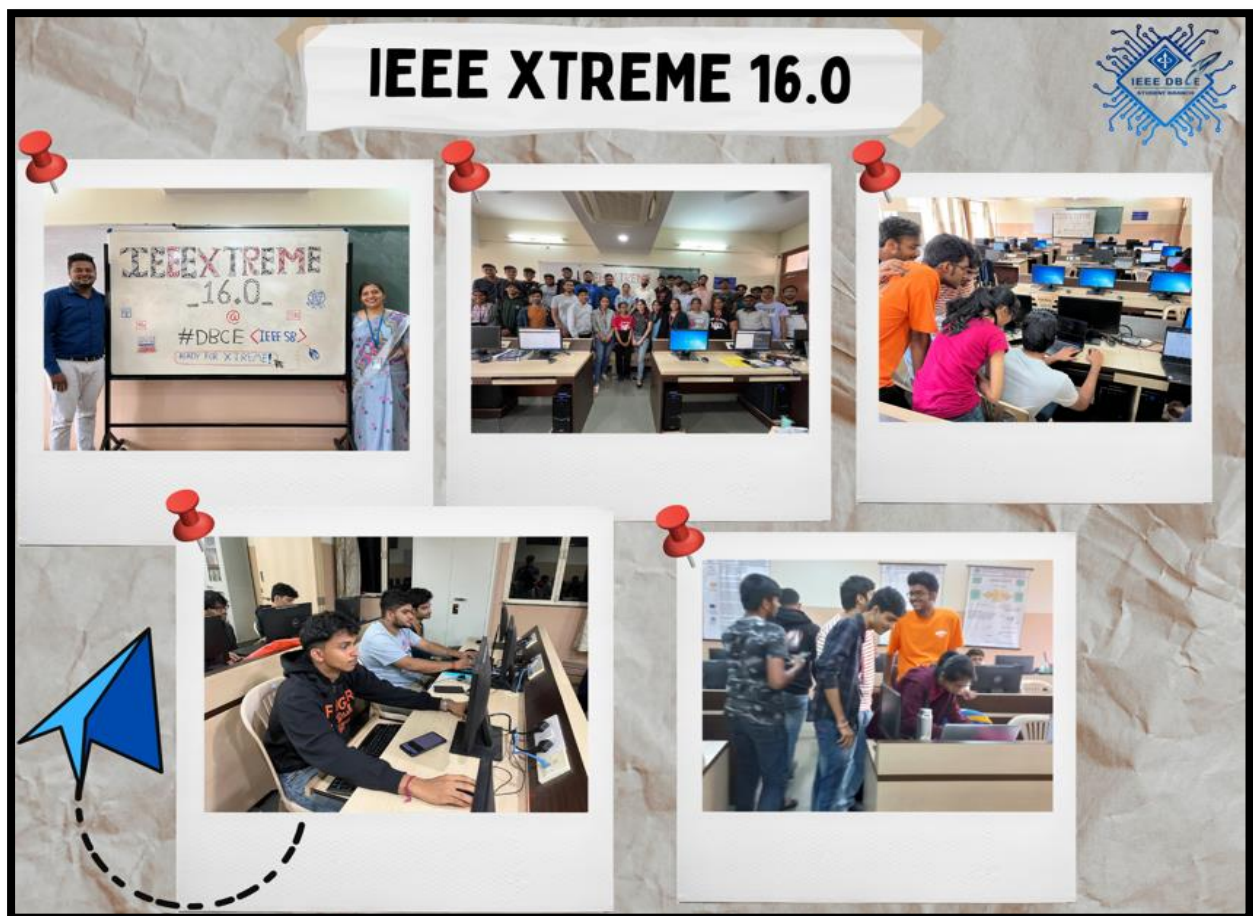 IEEE XTREME 16.0
IEEE DBCE
STUDENT BRANCH
IEEEXTREME
_16.0_
@
#DBCE <IEEE SB>
READY FOR XTREME!